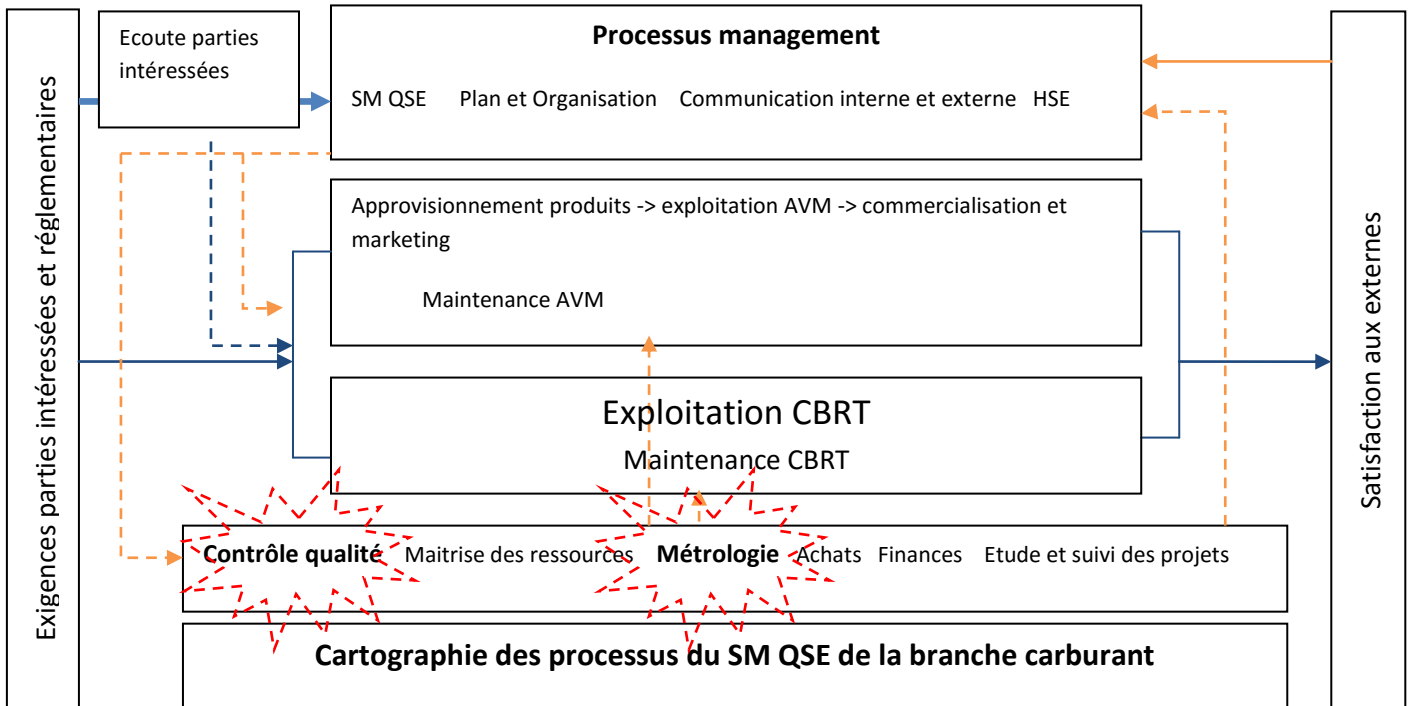 Exigences parties intéressées et réglementaires
Ecoute parties
intéressées
Processus management
SM QSE Plan et Organisation Communication interne et externe HSE
Approvisionnement produits -> exploitation AVM -> commercialisation et
marketing
Maintenance AVM
Exploitation CBRT
Maintenance CBRT
Contrôle qualité Maitrise des ressources Métrologie Achats Finances Etude et suivi des projets
Cartographie des processus du SM QSE de la branche carburant
Satisfaction aux externes